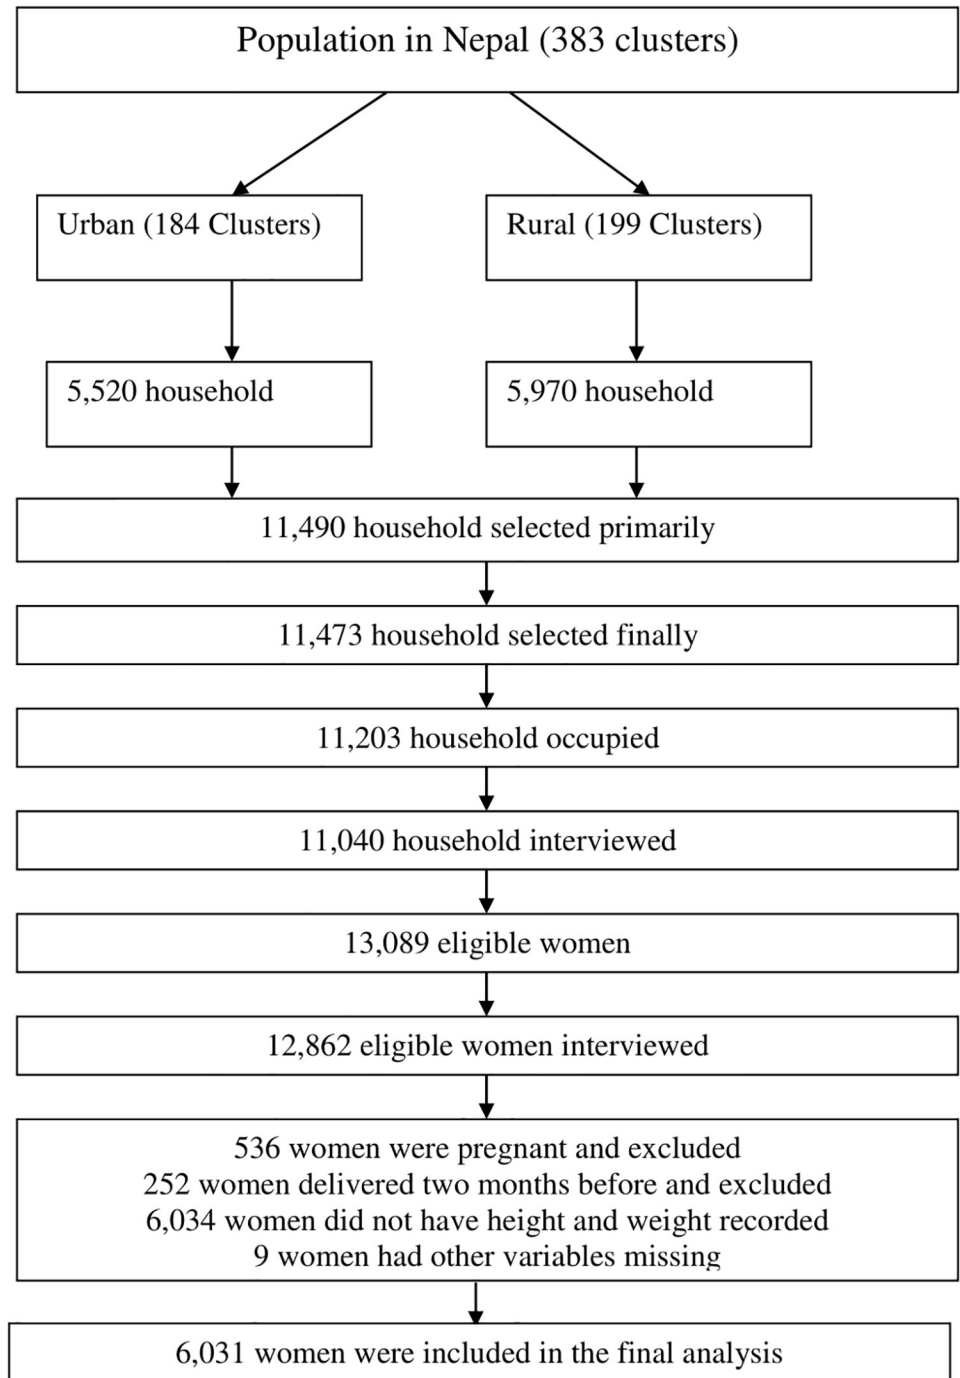 Population in Nepal (383 clusters)
Urban (184 Clusters)
Rural (199 Clusters)
5,520 household
5,970 household
11,490 household selected primarily
11,473 household selected finally
11,203 household occupied
11,040 household interviewed
13,089 eligible women
12,862 eligible women interviewed
536 women were pregnant and excluded
252 women delivered two months before and excluded
6,034 women did not have height and weight recorded
9 women had other variables missing
6,031 women were included in the final analysis